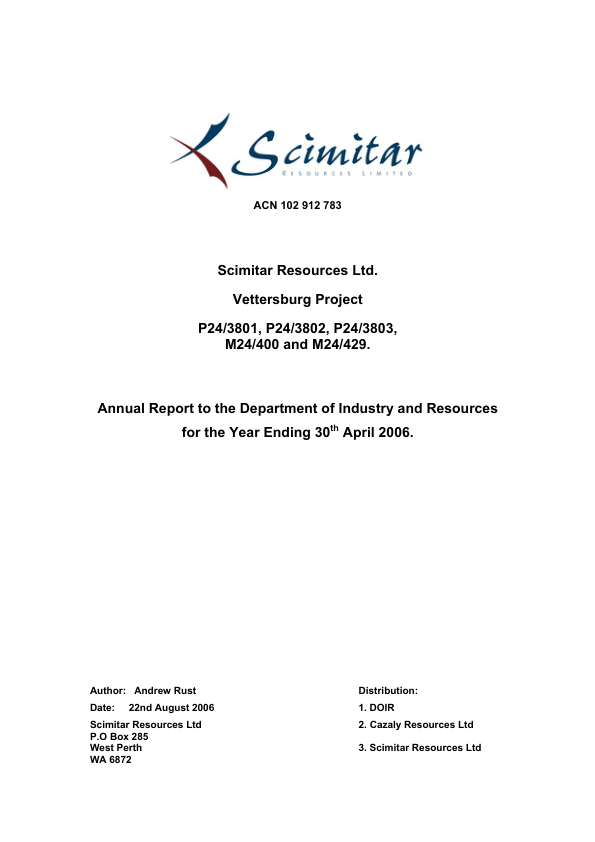 Scimitar
RESOURCES LIMITED
ACN 102 912 783
Scimitar Resources Ltd.
Vettersburg Project
P24/3801, P24/3802, P24/3803,
M24/400 and M24/429.
Annual Report to the Department of Industry and Resources
for the Year Ending 30th April 2006.
Author: Andrew Rust
Date: 22nd August 2006
Scimitar Resources Ltd
P.O Box 285
West Perth
WA 6872
Distribution:
1. DOIR
2. Cazaly Resources Ltd
3. Scimitar Resources Ltd